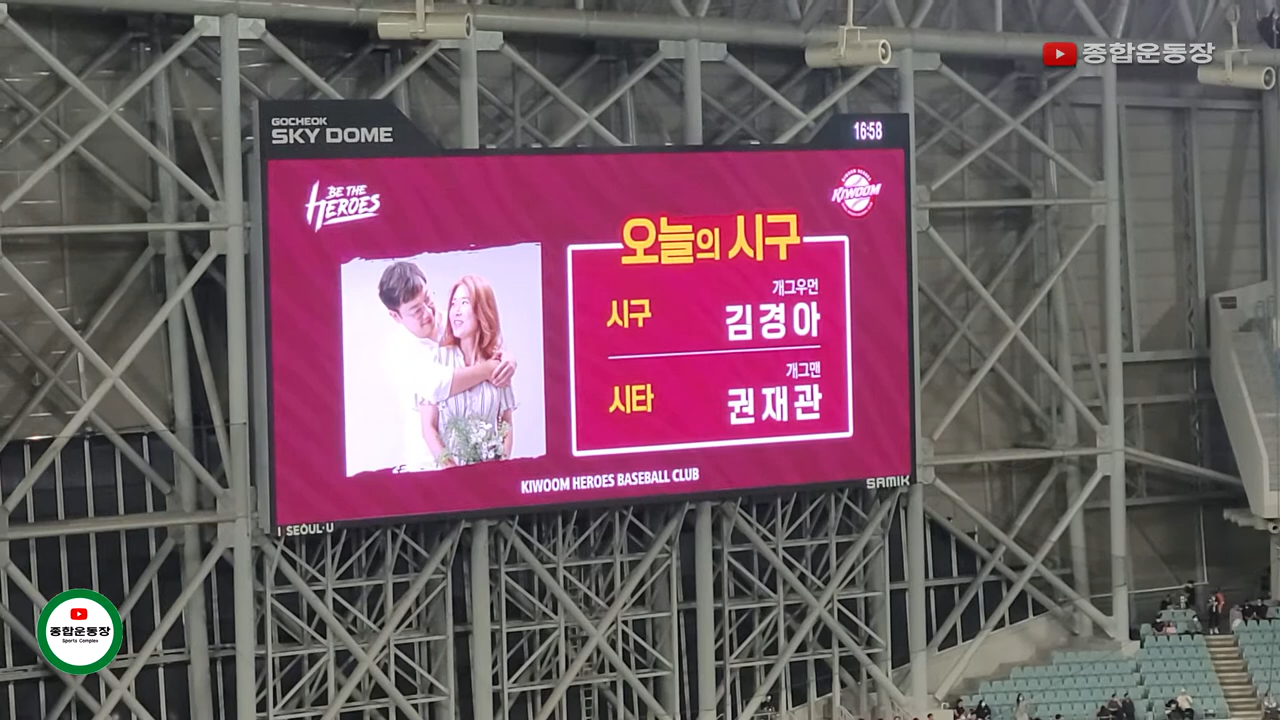 종합운동장
GOCHEOK
SKY DOME
16:58
BE THE
HEROES
KIWOOM HEROES
KIWOOM
오늘의 시구
개그우먼
시구 김경아
개그맨
시타 권재관
KIWOOM HEROES BASEBALL CLUB
SAMIK
I SEOUL·U
종합운동장
Sports Complex